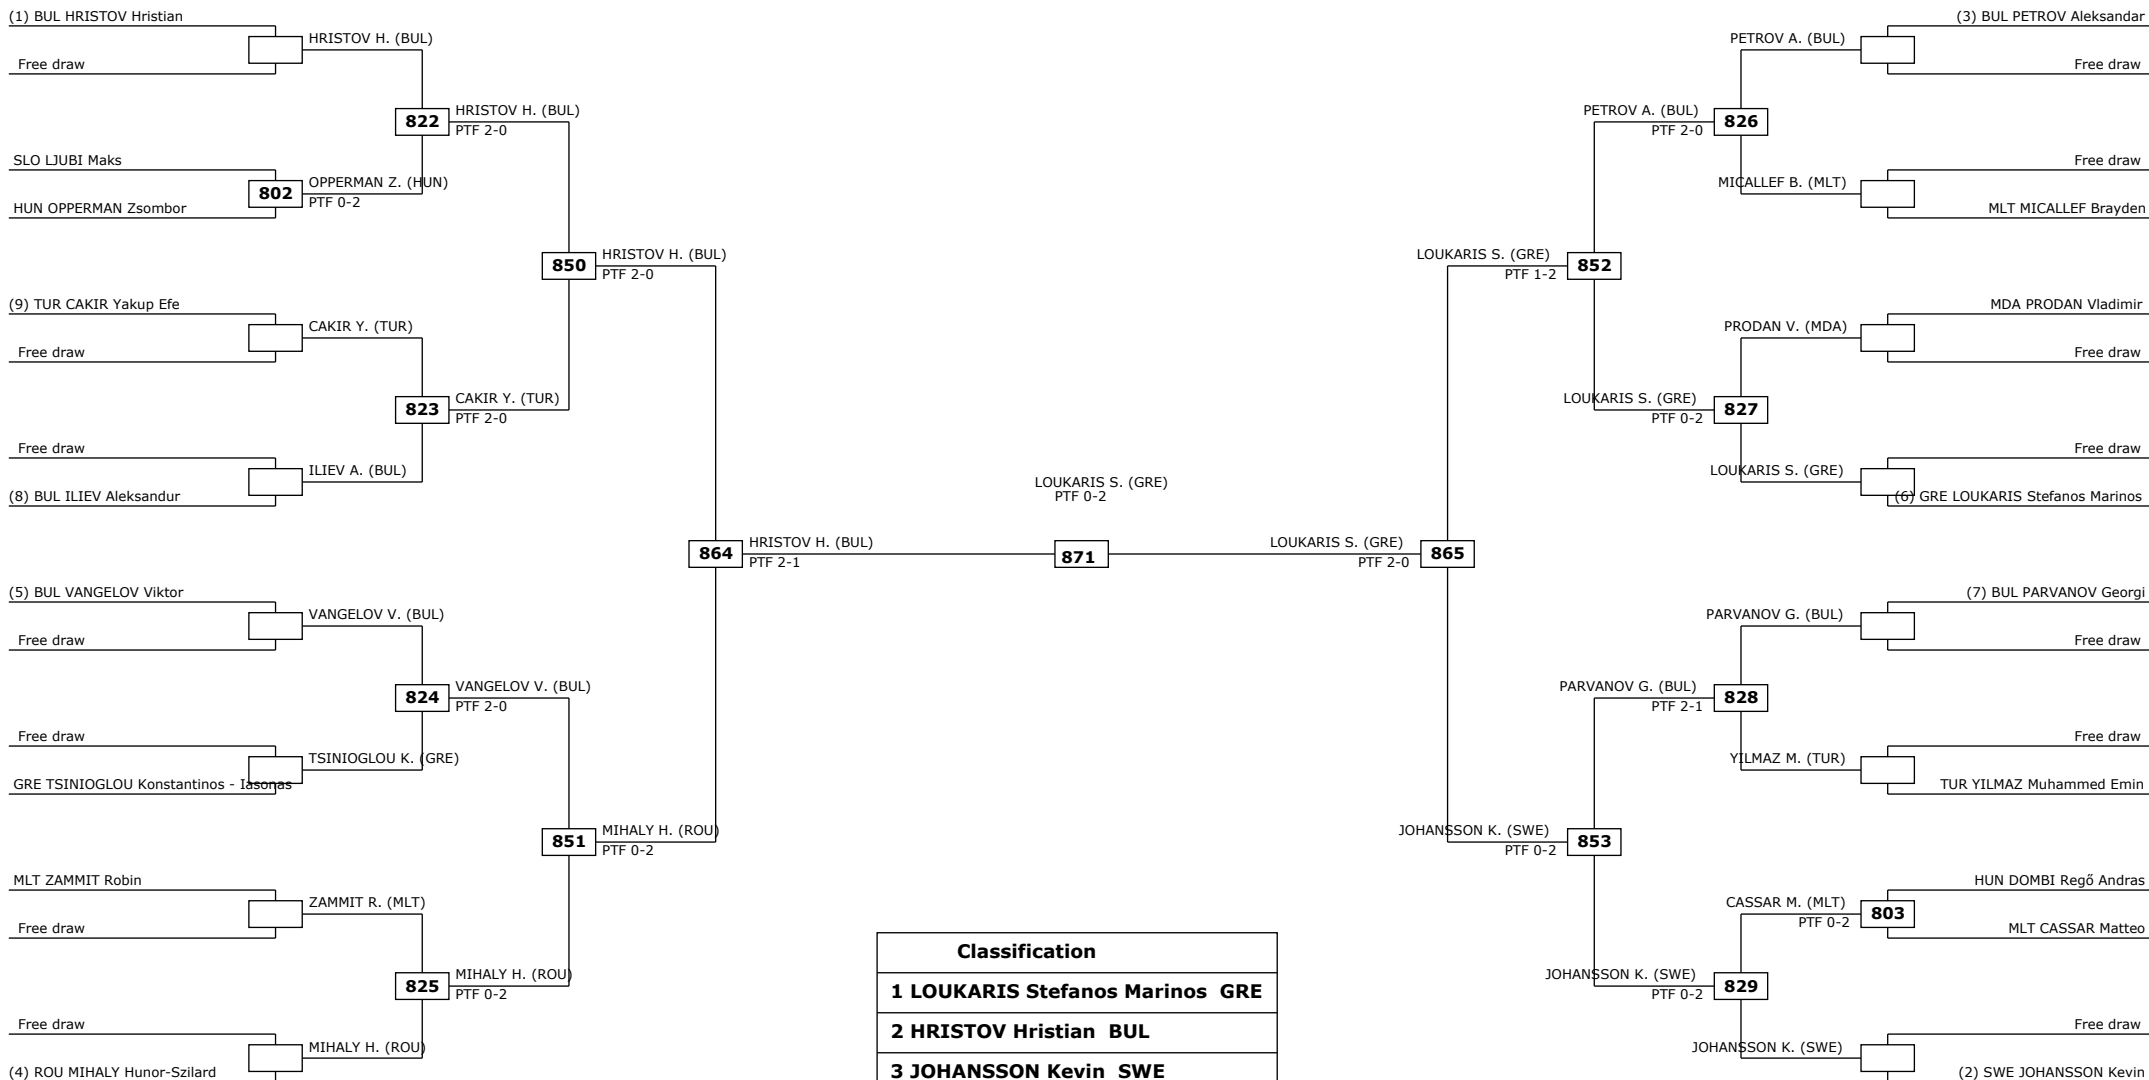 (1) BUL HRISTOV Hristian
HRISTOV H. (BUL)
Free draw
822
HRISTOV H. (BUL)
PTF 2-0
SLO LJUBI Maks
802
OPPERMAN Z. (HUN)
PTF 0-2
HUN OPPERMAN Zsombor
850
HRISTOV H. (BUL)
PTF 2-0
(9) TUR CAKIR Yakup Efe
CAKIR Y. (TUR)
Free draw
823
CAKIR Y. (TUR)
PTF 2-0
Free draw
ILIEV A. (BUL)
(8) BUL ILIEV Aleksandur
864
HRISTOV H. (BUL)
PTF 2-1
(5) BUL VANGELOV Viktor
VANGELOV V. (BUL)
Free draw
824
VANGELOV V. (BUL)
PTF 2-0
Free draw
TSINIOGLOU K. (GRE)
GRE TSINIOGLOU Konstantinos - Iasonas
851
MIHALY H. (ROU)
PTF 0-2
MLT ZAMMIT Robin
ZAMMIT R. (MLT)
Free draw
825
MIHALY H. (ROU)
PTF 0-2
Free draw
MIHALY H. (ROU)
(4) ROU MIHALY Hunor-Szilard
LOUKARIS S. (GRE)
PTF 0-2
871
Classification
1 LOUKARIS Stefanos Marinos GRE
2 HRISTOV Hristian BUL
3 JOHANSSON Kevin SWE
(3) BUL PETROV Aleksandar
PETROV A. (BUL)
Free draw
PETROV A. (BUL)
PTF 2-0
826
Free draw
MICALLEF B. (MLT)
MLT MICALLEF Brayden
LOUKARIS S. (GRE)
PTF 1-2
852
MDA PRODAN Vladimir
PRODAN V. (MDA)
Free draw
LOUKARIS S. (GRE)
PTF 0-2
827
Free draw
LOUKARIS S. (GRE)
(6) GRE LOUKARIS Stefanos Marinos
LOUKARIS S. (GRE)
PTF 2-0
865
(7) BUL PARVANOV Georgi
PARVANOV G. (BUL)
Free draw
PARVANOV G. (BUL)
PTF 2-1
828
Free draw
YILMAZ M. (TUR)
TUR YILMAZ Muhammed Emin
JOHANSSON K. (SWE)
PTF 0-2
853
HUN DOMBI Regő Andras
CASSAR M. (MLT)
PTF 0-2
803
MLT CASSAR Matteo
JOHANSSON K. (SWE)
PTF 0-2
829
Free draw
JOHANSSON K. (SWE)
(2) SWE JOHANSSON Kevin